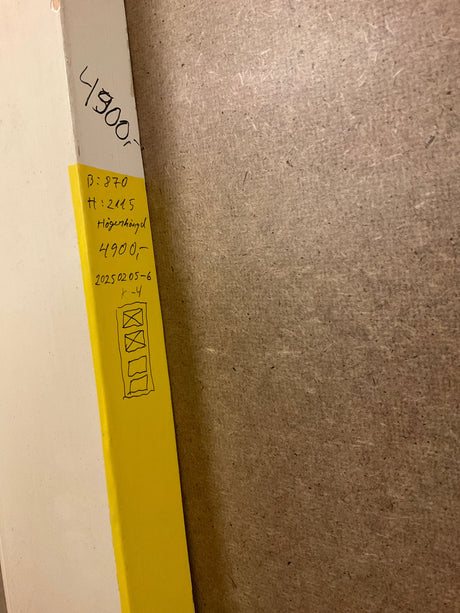 4900,-
B: 870
H: 2115
Högerhängd
4900,-
20250205-6
r-4